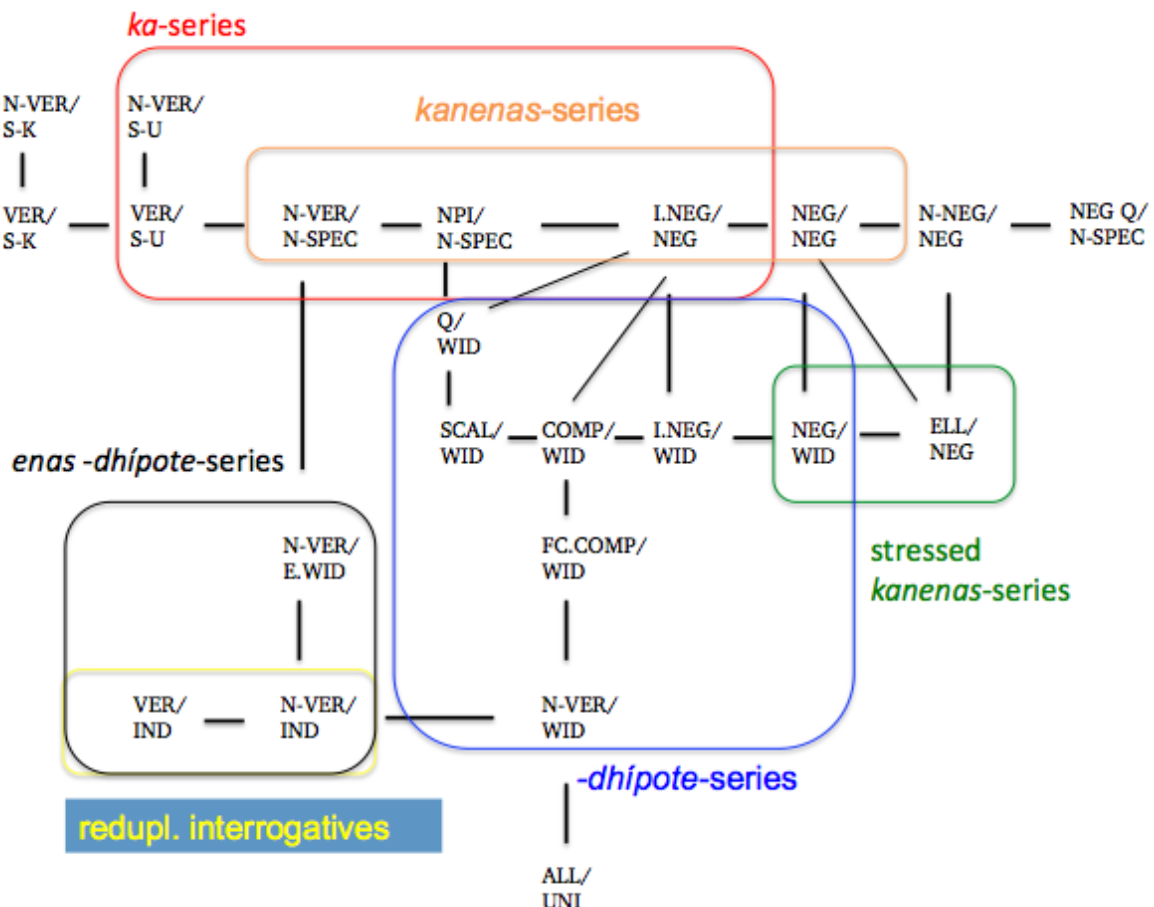 ka-series
N-VER/
S-K
N-VER/
S-U
kanenas-series
VER/
S-K
VER/
S-U
N-VER/
N-SPEC
NPI/
N-SPEC
I.NEG/
NEG
NEG/
NEG
N-NEG/
NEG
NEG Q/
N-SPEC
Q/
WID
SCAL/
WID
COMP/
WID
I.NEG/
WID
NEG/
WID
ELL/
NEG
enas -dhípote-series
N-VER/
E.WID
FC.COMP/
WID
stressed
kanenas-series
VER/
IND
N-VER/
IND
N-VER/
WID
-dhípote-series
redupl. interrogatives
ALL/
UNI